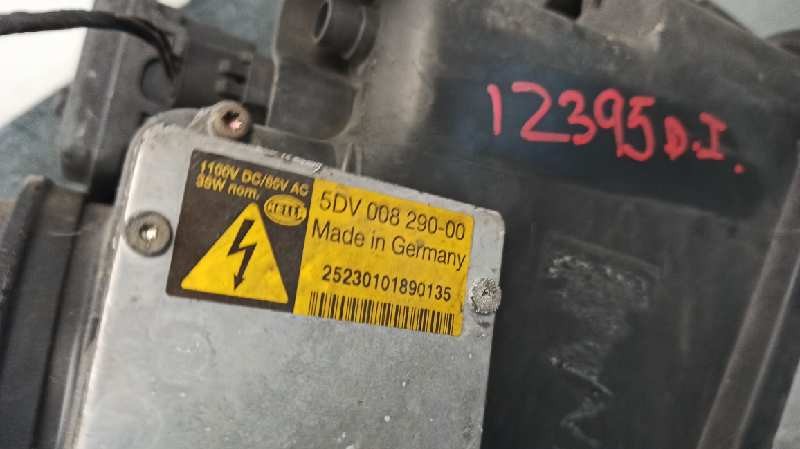 12395 D.I.
1100V DC/85V AC
35W nom.
HELLA
5DV 008 290-00
Made in Germany
25230101890135